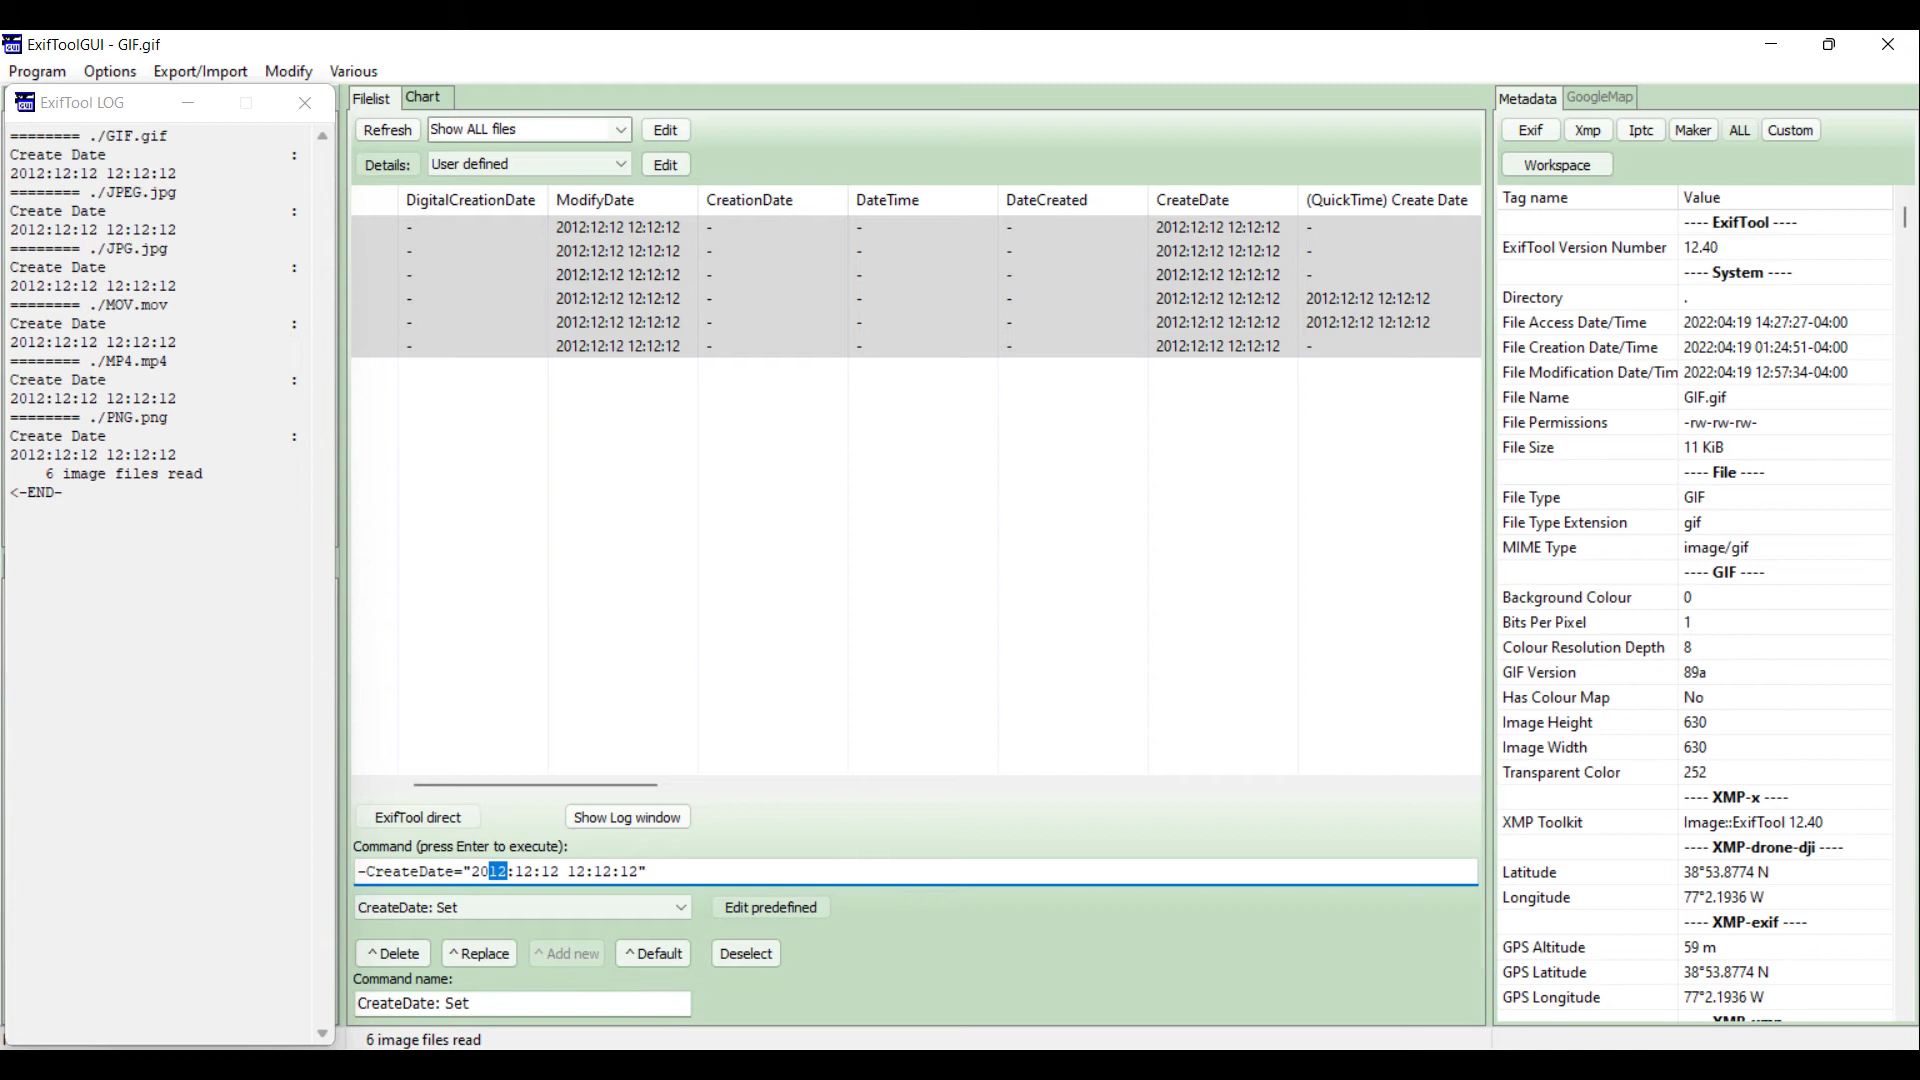 ExifToolGUI - GIF.gif
Program Options Export/Import Modify Various
ExifTool LOG
======== ./GIF.gif
Create Date :
2012:12:12 12:12:12
======== ./JPEG.jpg
Create Date :
2012:12:12 12:12:12
======== ./JPG.jpg
Create Date :
2012:12:12 12:12:12
======== ./MOV.mov
Create Date :
2012:12:12 12:12:12
======== ./MP4.mp4
Create Date :
2012:12:12 12:12:12
======== ./PNG.png
Create Date :
2012:12:12 12:12:12
6 image files read
<-END-
Filelist Chart
Refresh Show ALL files Edit
Details: User defined Edit
DigitalCreationDate ModifyDate CreationDate DateTime DateCreated CreateDate (QuickTime) Create Date
- 2012:12:12 12:12:12 - - - 2012:12:12 12:12:12 -
- 2012:12:12 12:12:12 - - - 2012:12:12 12:12:12 -
- 2012:12:12 12:12:12 - - - 2012:12:12 12:12:12 -
- 2012:12:12 12:12:12 - - - 2012:12:12 12:12:12 2012:12:12 12:12:12
- 2012:12:12 12:12:12 - - - 2012:12:12 12:12:12 2012:12:12 12:12:12
- 2012:12:12 12:12:12 - - - 2012:12:12 12:12:12 -
ExifTool direct Show Log window
Command (press Enter to execute):
-CreateDate="2012:12:12 12:12:12"
CreateDate: Set Edit predefined
^ Delete ^ Replace ^ Add new ^ Default Deselect
Command name:
CreateDate: Set
6 image files read
Metadata GoogleMap
Exif Xmp Iptc Maker ALL Custom
Workspace
Tag name Value
---- ExifTool ----
ExifTool Version Number 12.40
---- System ----
Directory .
File Access Date/Time 2022:04:19 14:27:27-04:00
File Creation Date/Time 2022:04:19 01:24:51-04:00
File Modification Date/Tim 2022:04:19 12:57:34-04:00
File Name GIF.gif
File Permissions -rw-rw-rw-
File Size 11 KiB
---- File ----
File Type GIF
File Type Extension gif
MIME Type image/gif
---- GIF ----
Background Colour 0
Bits Per Pixel 1
Colour Resolution Depth 8
GIF Version 89a
Has Colour Map No
Image Height 630
Image Width 630
Transparent Color 252
---- XMP-x ----
XMP Toolkit Image::ExifTool 12.40
---- XMP-drone-dji ----
Latitude 38°53.8774 N
Longitude 77°2.1936 W
---- XMP-exif ----
GPS Altitude 59 m
GPS Latitude 38°53.8774 N
GPS Longitude 77°2.1936 W